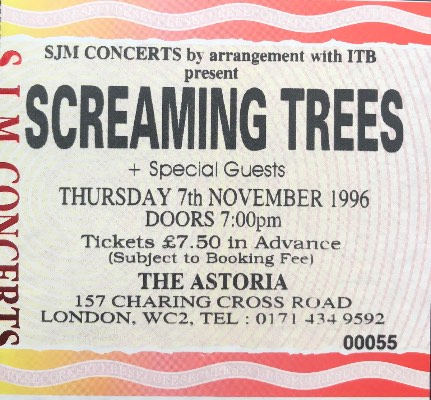 SJM CONCERTS
SJM CONCERTS by arrangement with ITB
present
SCREAMING TREES
+ Special Guests
THURSDAY 7th NOVEMBER 1996
DOORS 7:00pm
Tickets £7.50 in Advance
(Subject to Booking Fee)
THE ASTORIA
157 CHARING CROSS ROAD
LONDON, WC2, TEL : 0171 434 9592
00055